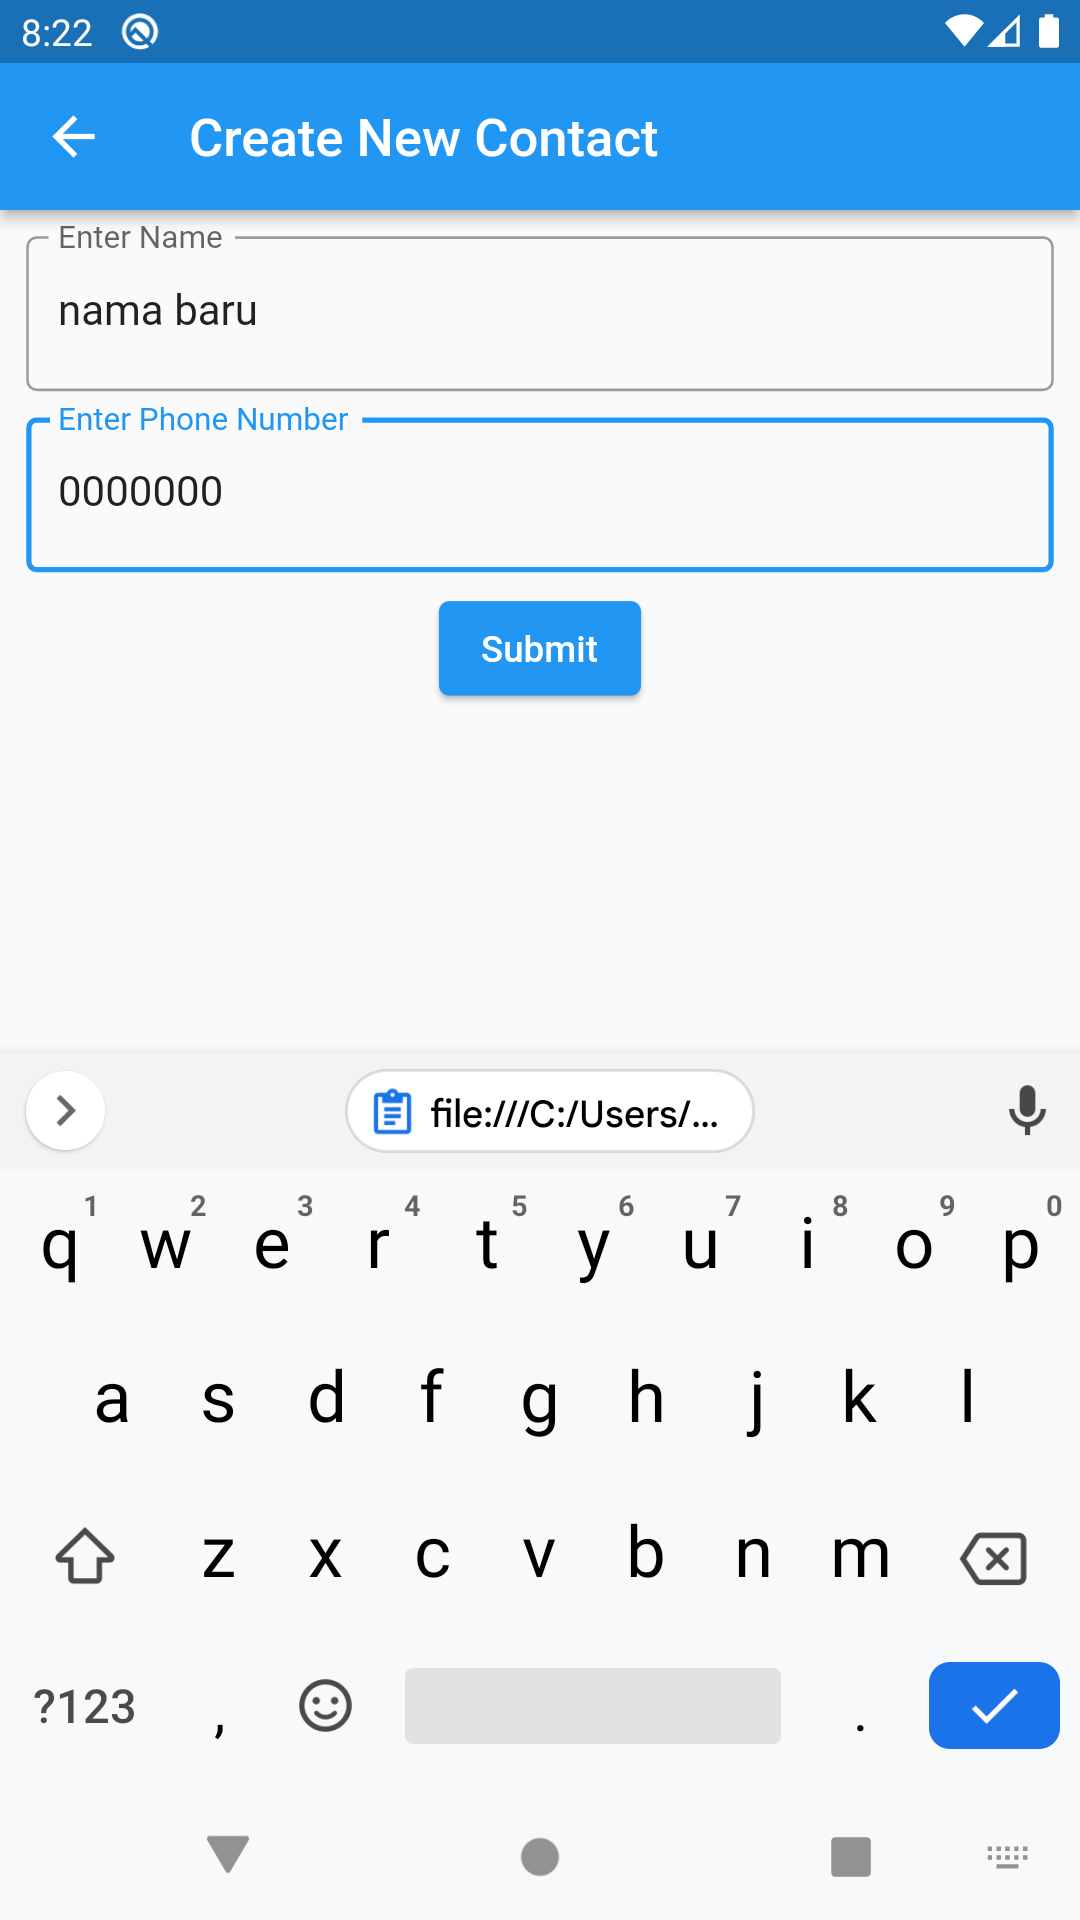 8:22
Create New Contact
Enter Name
nama baru
Enter Phone Number
0000000
Submit
file:///C:/Users/...
1 2 3 4 5 6 7 8 9 0
q w e r t y u i o p
a s d f g h j k l
z x c v b n m
?123 , .